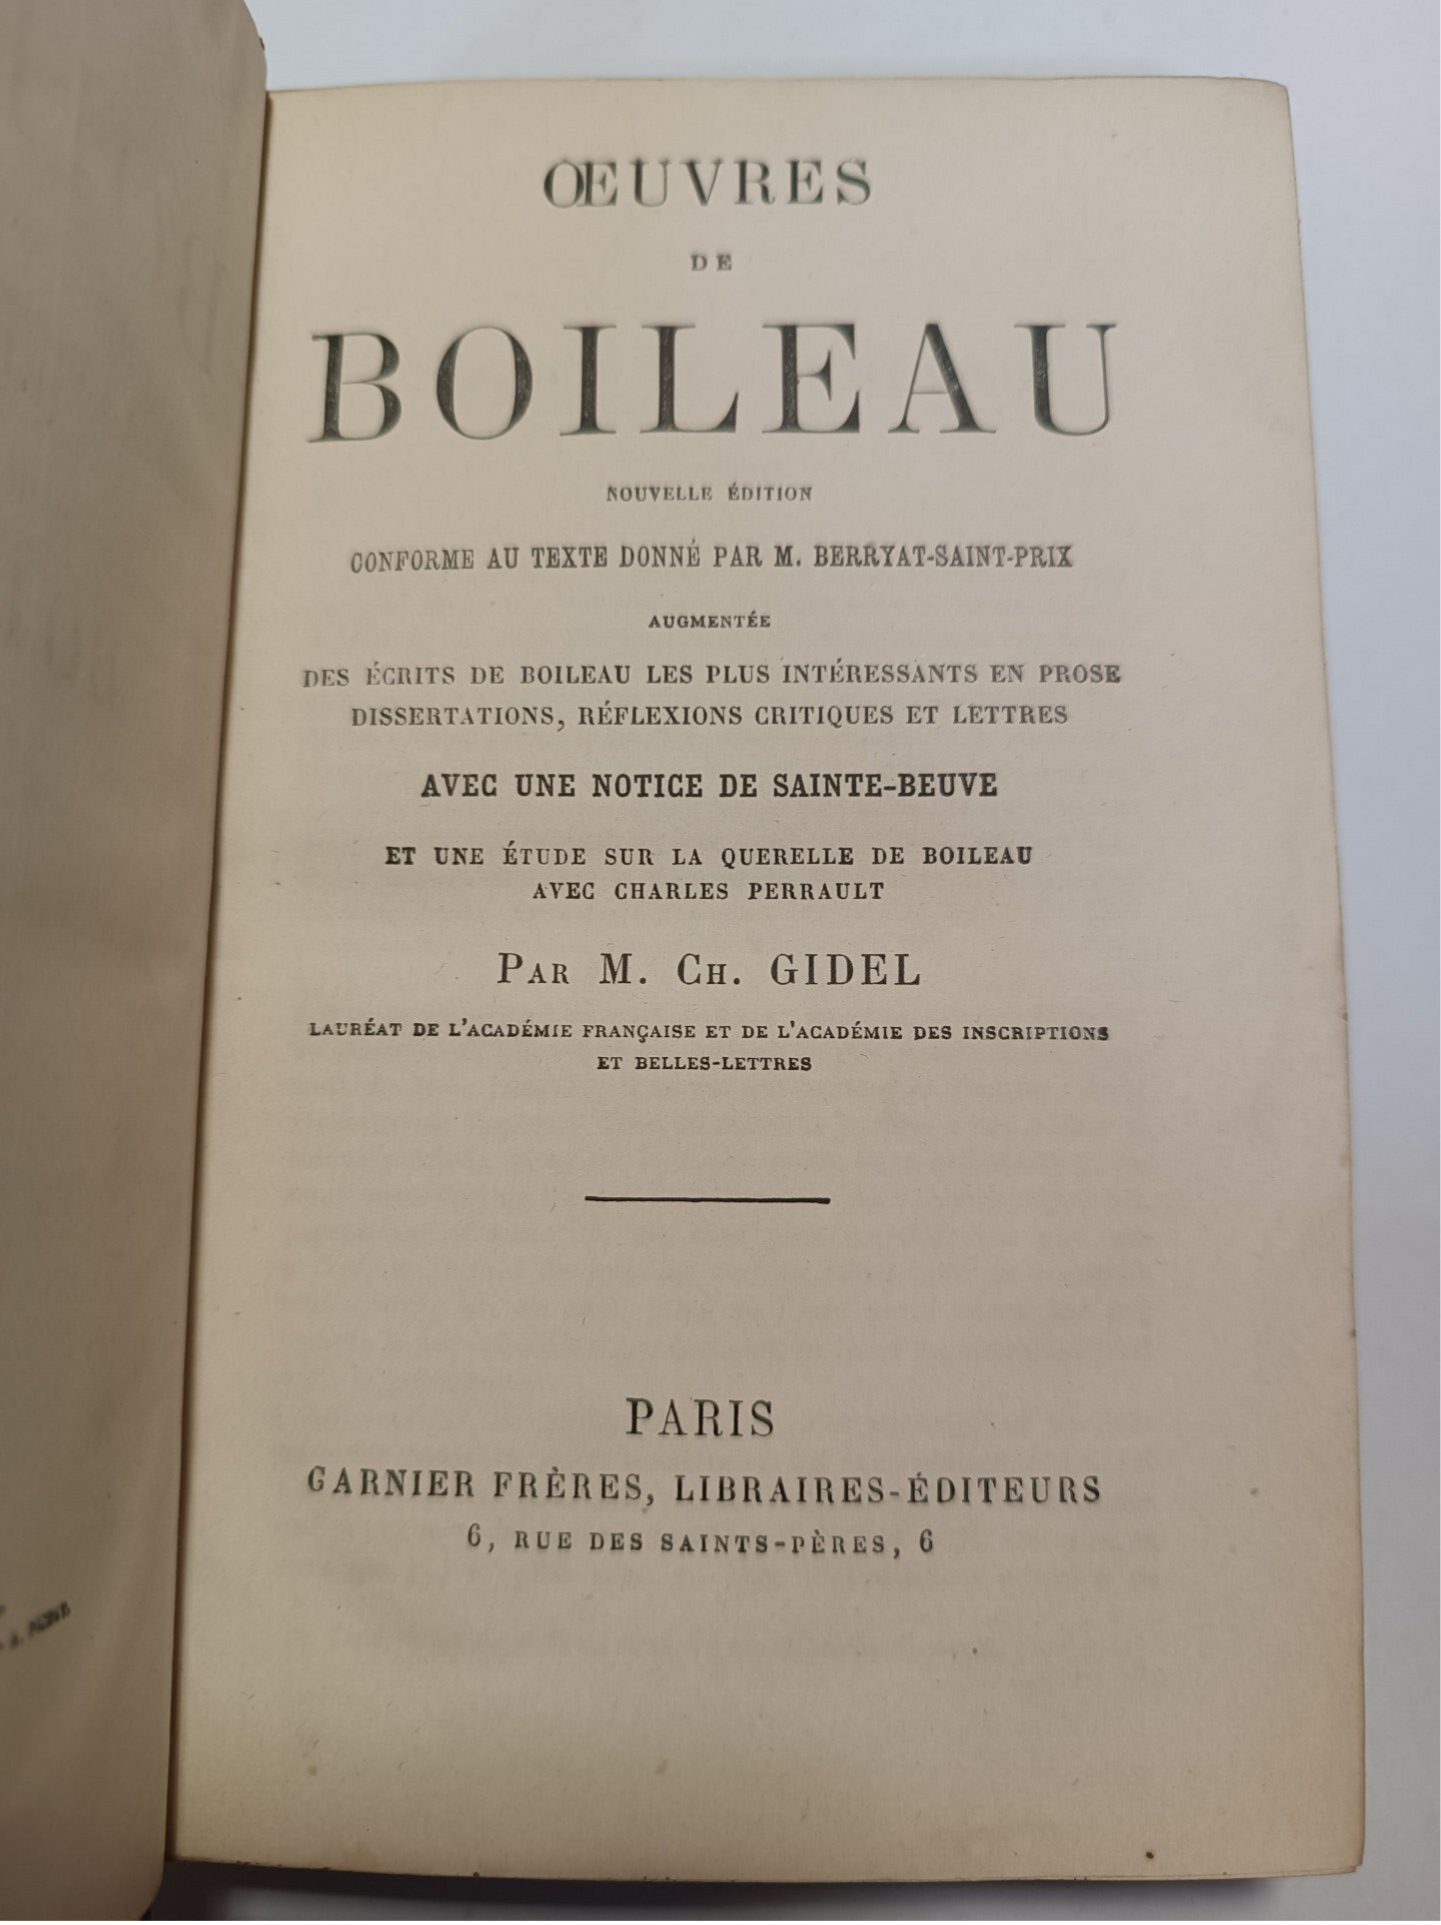 ŒUVRES
DE
BOILEAU
NOUVELLE ÉDITION
CONFORME AU TEXTE DONNÉ PAR M. BERRYAT-SAINT-PRIX
AUGMENTÉE
DES ÉCRITS DE BOILEAU LES PLUS INTÉRESSANTS EN PROSE
DISSERTATIONS, RÉFLEXIONS CRITIQUES ET LETTRES
AVEC UNE NOTICE DE SAINTE-BEUVE
ET UNE ÉTUDE SUR LA QUERELLE DE BOILEAU
AVEC CHARLES PERRAULT
PAR M. CH. GIDEL
LAURÉAT DE L'ACADÉMIE FRANÇAISE ET DE L'ACADÉMIE DES INSCRIPTIONS
ET BELLES-LETTRES
PARIS
GARNIER FRÈRES, LIBRAIRES-ÉDITEURS
6, RUE DES SAINTS-PÈRES, 6